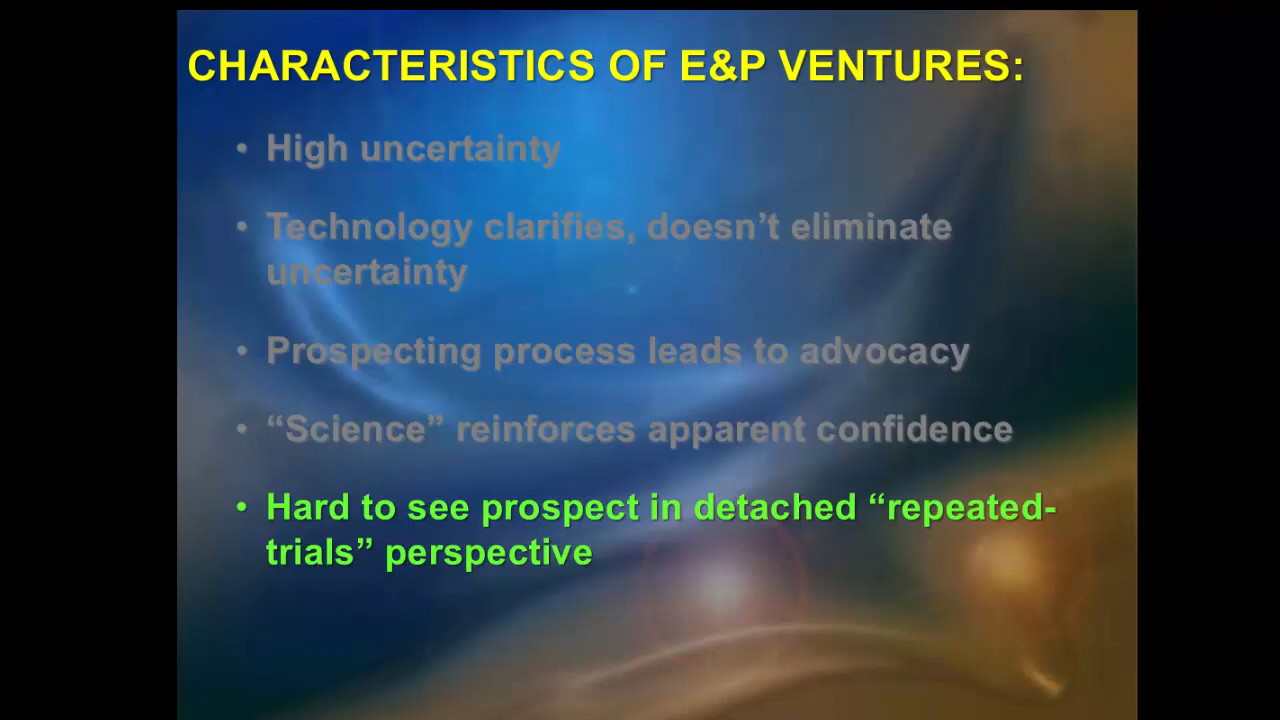 CHARACTERISTICS OF E&P VENTURES:
• High uncertainty
• Technology clarifies, doesn’t eliminate
uncertainty
• Prospecting process leads to advocacy
• “Science” reinforces apparent confidence
• Hard to see prospect in detached “repeated-
trials” perspective